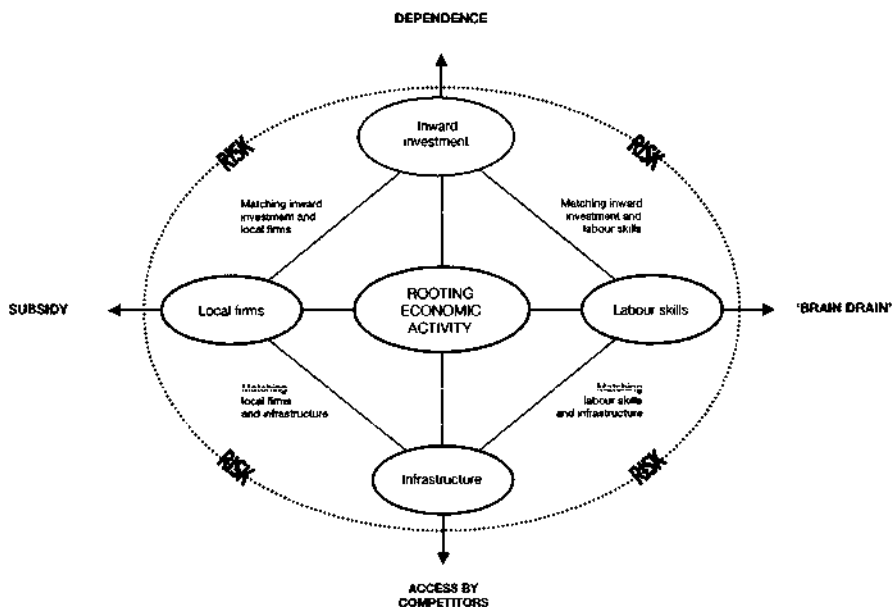 DEPENDENCE
Inward
investment
RISK
RISK
Matching inward
investment and
local firms
Matching inward
investment and
labour skills
SUBSIDY
Local firms
ROOTING
ECONOMIC
ACTIVITY
Labour skills
'BRAIN DRAIN'
Matching
local firms
and infrastructure
Matching
labour skills
and infrastructure
RISK
RISK
Infrastructure
ACCESS BY
COMPETITORS